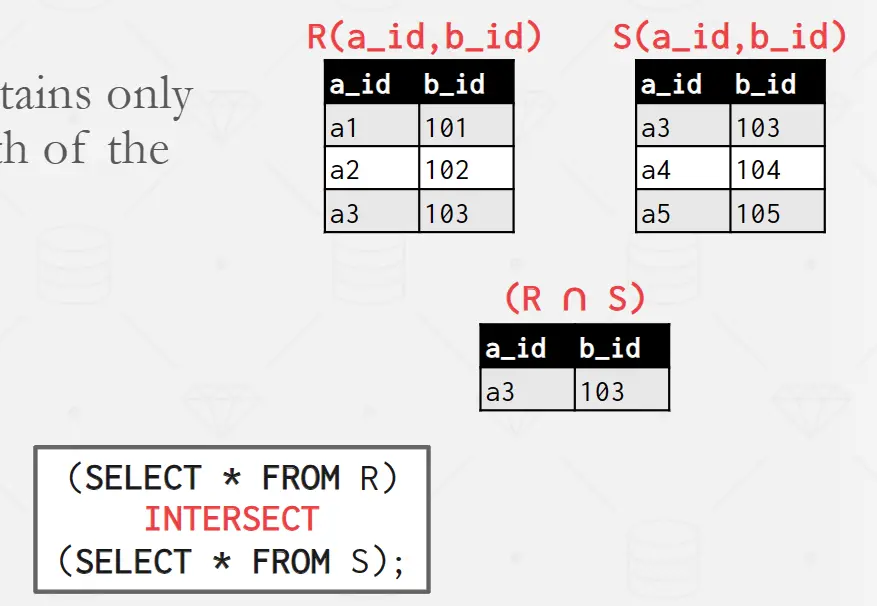 R(a_id,b_id)
S(a_id,b_id)
tains only
th of the
a_id b_id
a1 101
a2 102
a3 103
a_id b_id
a3 103
a4 104
a5 105
(R ∩ S)
a_id b_id
a3 103
(SELECT * FROM R)
INTERSECT
(SELECT * FROM S);